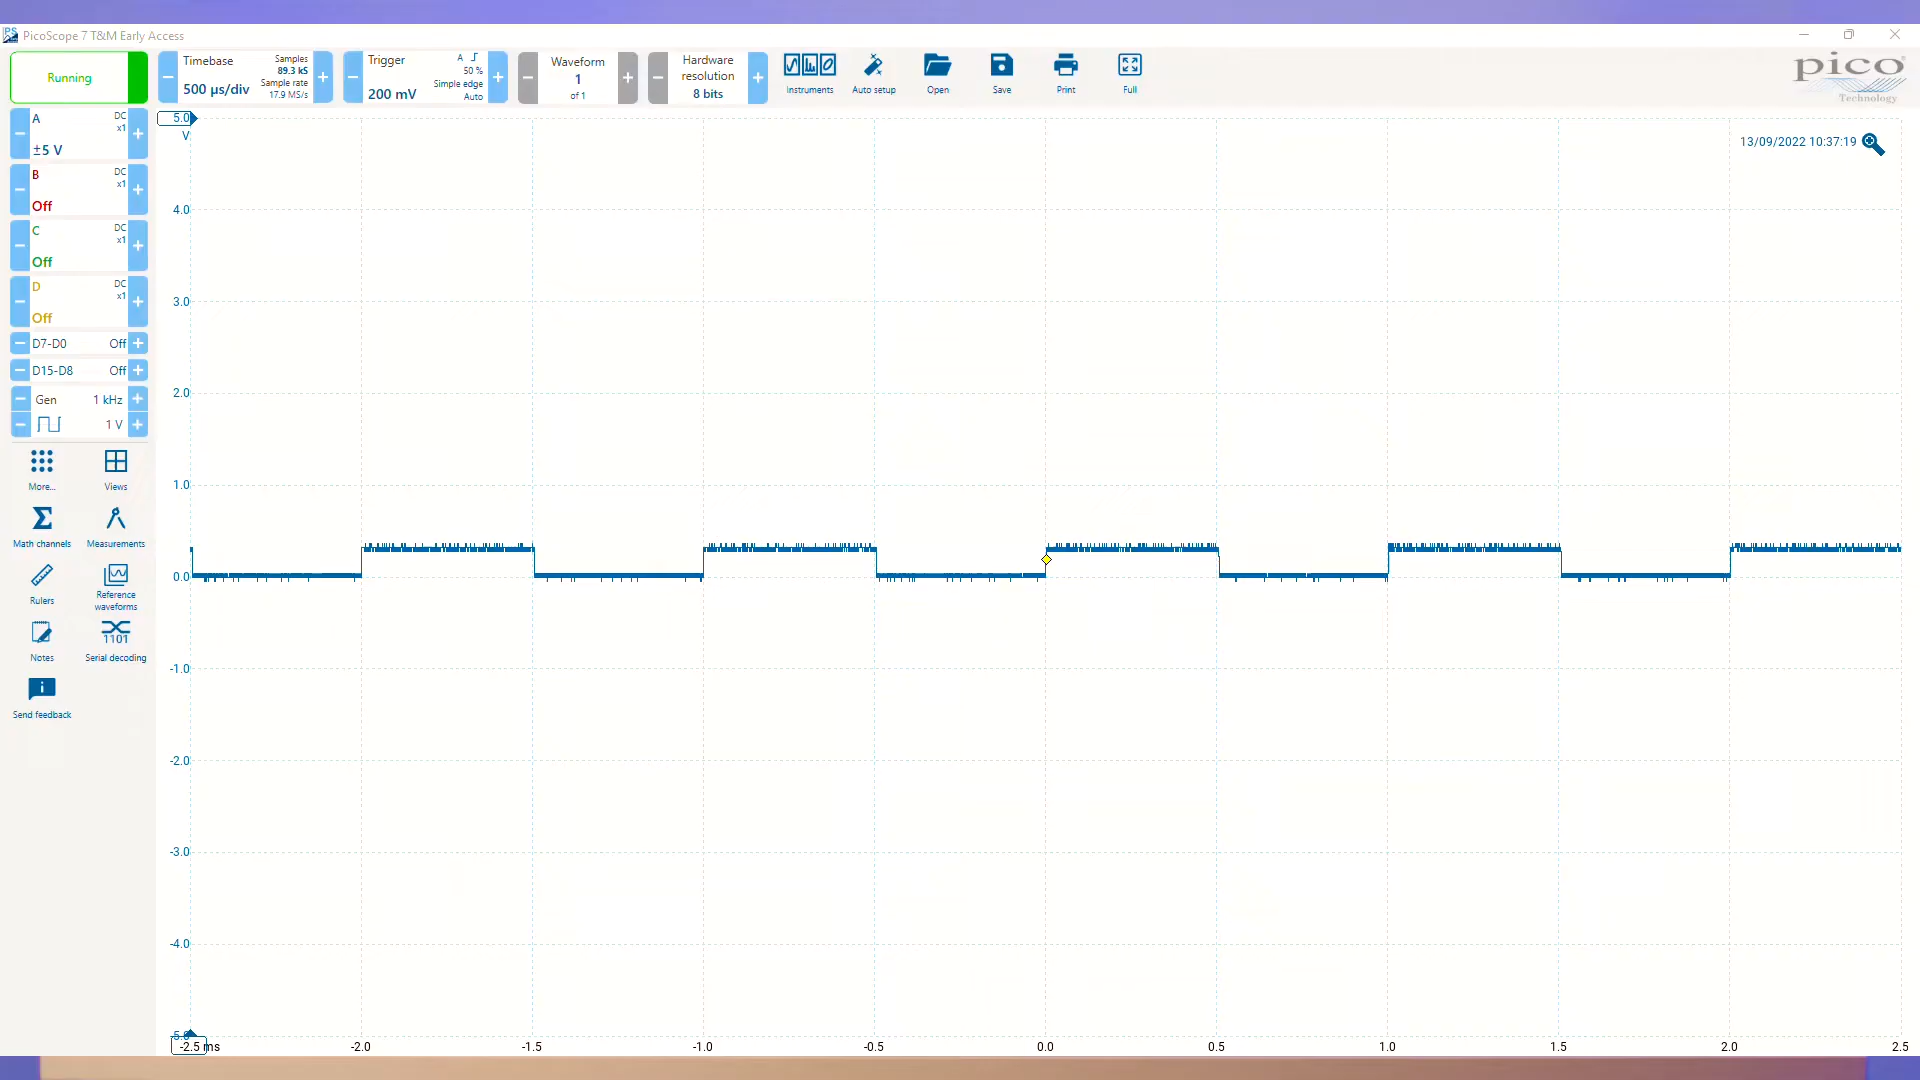 PicoScope 7 T&M Early Access
Running
Timebase
500 µs/div
Samples
89.3 kS
Sample rate
17.9 MS/s
Trigger
200 mV
A
50 %
Simple edge
Auto
Waveform
1
of 1
Hardware
resolution
8 bits
Instruments
Auto setup
Open
Save
Print
Full
pico
Technology
A
DC
x1
±5 V
B
DC
x1
Off
C
DC
x1
Off
D
DC
x1
Off
D7-D0 Off
D15-D8 Off
Gen 1 kHz
1 V
More...
Views
Math channels
Measurements
Rulers
Reference
waveforms
Notes
1101
Serial decoding
Send feedback
13/09/2022 10:37:19
5.0
V
4.0
3.0
2.0
1.0
0.0
-1.0
-2.0
-3.0
-4.0
-5.0
-2.5 ms
-2.0
-1.5
-1.0
-0.5
0.0
0.5
1.0
1.5
2.0
2.5